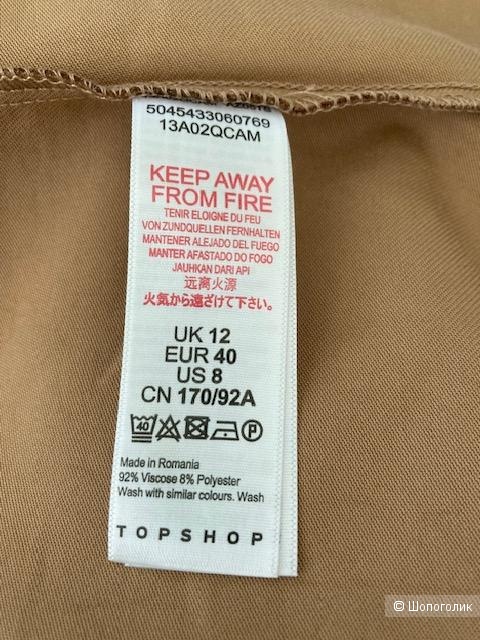 5045433060769
13A02QCAM
KEEP AWAY
FROM FIRE
TENIR ELOIGNE DU FEU
VON ZUNDQUELLEN FERNHALTEN
MANTENER ALEJADO DEL FUEGO
MANTER AFASTADO DO FOGO
JAUHKAN DARI API
远离火源
火気から遠ざけて下さい。
UK 12
EUR 40
US 8
CN 170/92A
40
P
Made in Romania
92% Viscose 8% Polyester
Wash with similar colours. Wash
TOPSHOP
© Шопоголик